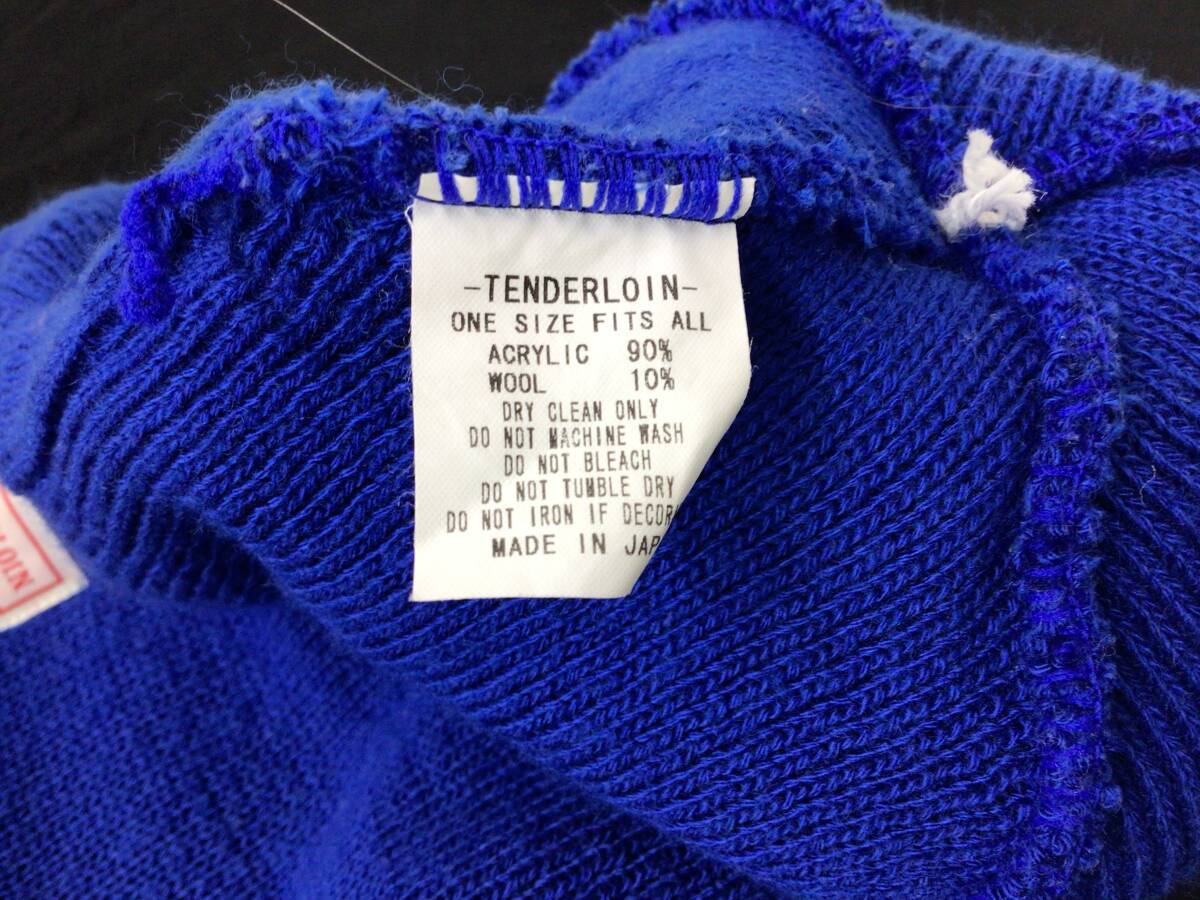 -TENDERLOIN-
ONE SIZE FITS ALL
ACRYLIC 90%
WOOL 10%
DRY CLEAN ONLY
DO NOT MACHINE WASH
DO NOT BLEACH
DO NOT TUMBLE DRY
DO NOT IRON IF DECOR
MADE IN JAP
LOIN